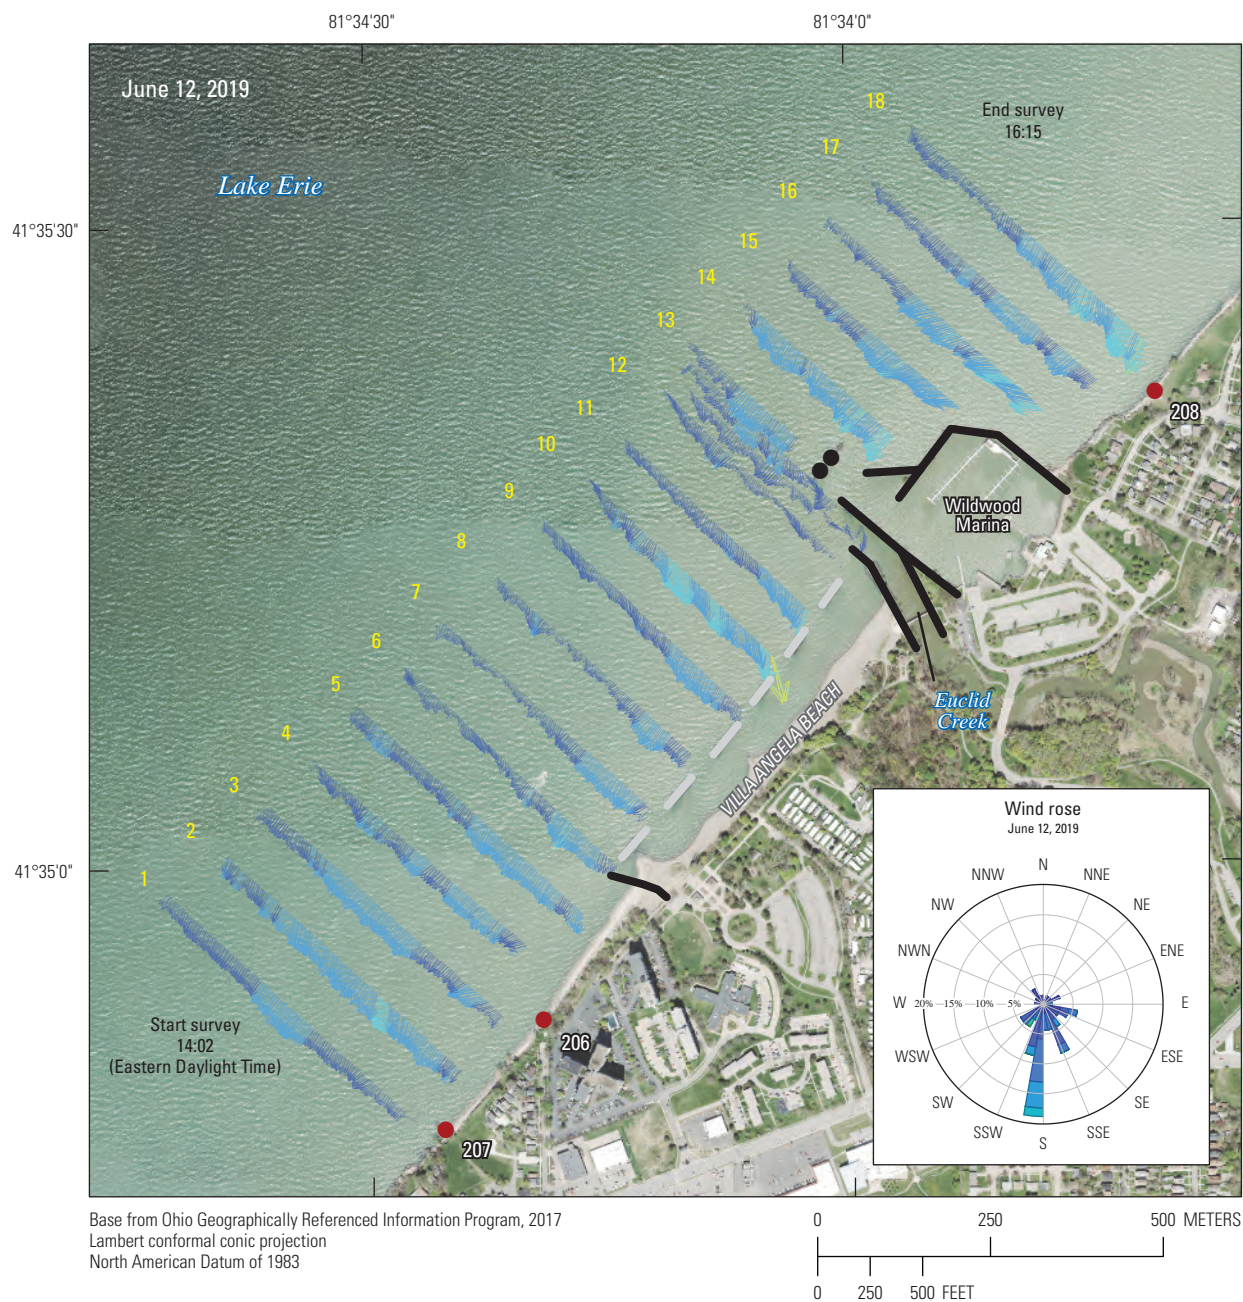 81°34'30"
81°34'0"
June 12, 2019
18
End survey
16:15
17
Lake Erie
16
41°35'30"
15
14
13
12
11
10
9
8
7
6
5
4
3
2
1
208
Wildwood
Marina
Euclid
Creek
VILLA ANGELA BEACH
41°35'0"
Start survey
14:02
(Eastern Daylight Time)
206
207
Wind rose
June 12, 2019
N
NNW
NNE
NW
NE
NWN
ENE
W
20%
15%
10%
5%
E
WSW
ESE
SW
SE
SSW
SSE
S
Base from Ohio Geographically Referenced Information Program, 2017
Lambert conformal conic projection
North American Datum of 1983
0 250 500 METERS
0 250 500 FEET